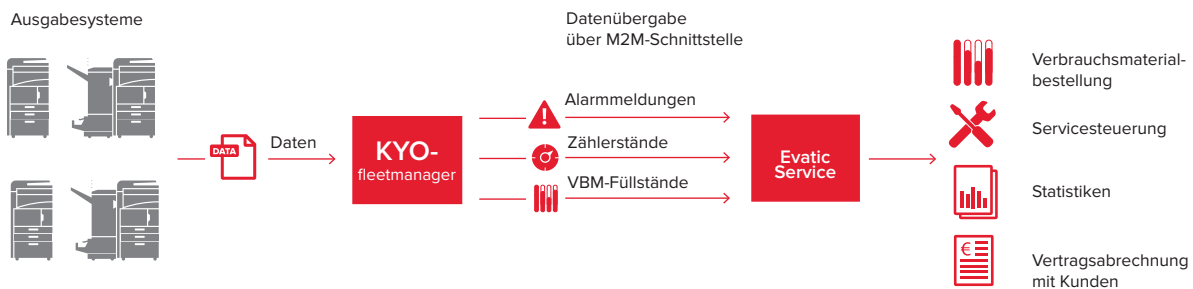 Ausgabesysteme
DATA
Daten
KYO-
fleetmanager
Datenübergabe
über M2M-Schnittstelle
Alarmmeldungen
Zählerstände
VBM-Füllstände
Evatic
Service
Verbrauchsmaterial-
bestellung
Servicesteuerung
Statistiken
€
Vertragsabrechnung
mit Kunden